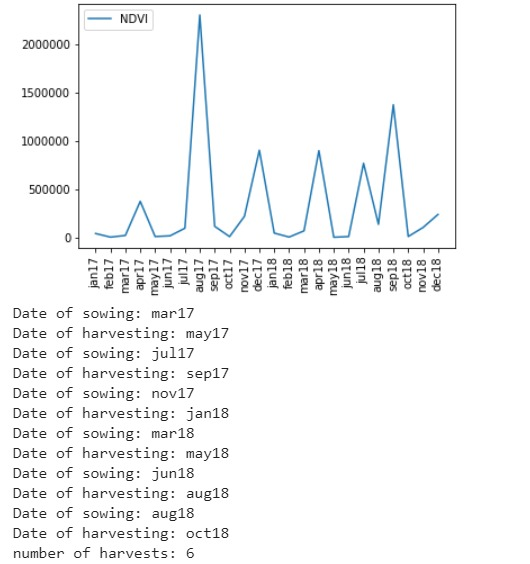 NDVI
2000000
1500000
1000000
500000
0
jan17
feb17
mar17
apr17
may17
jun17
jul17
aug17
sep17
oct17
nov17
dec17
jan18
feb18
mar18
apr18
may18
jun18
jul18
aug18
sep18
oct18
nov18
dec18
Date of sowing: mar17
Date of harvesting: may17
Date of sowing: jul17
Date of harvesting: sep17
Date of sowing: nov17
Date of harvesting: jan18
Date of sowing: mar18
Date of harvesting: may18
Date of sowing: jun18
Date of harvesting: aug18
Date of sowing: aug18
Date of harvesting: oct18
number of harvests: 6